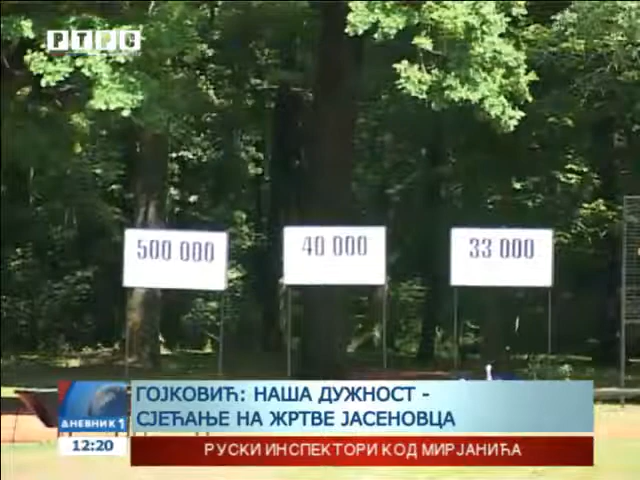 РТРС
500 000
40 000
33 000
ГОЈКОВИЋ: НАША ДУЖНОСТ -
СЈЕЋАЊЕ НА ЖРТВЕ ЈАСЕНОВЦА
ДНЕВНИК 1
12:20
РУСКИ ИНСПЕКТОРИ КОД МИРЈАНИЋА